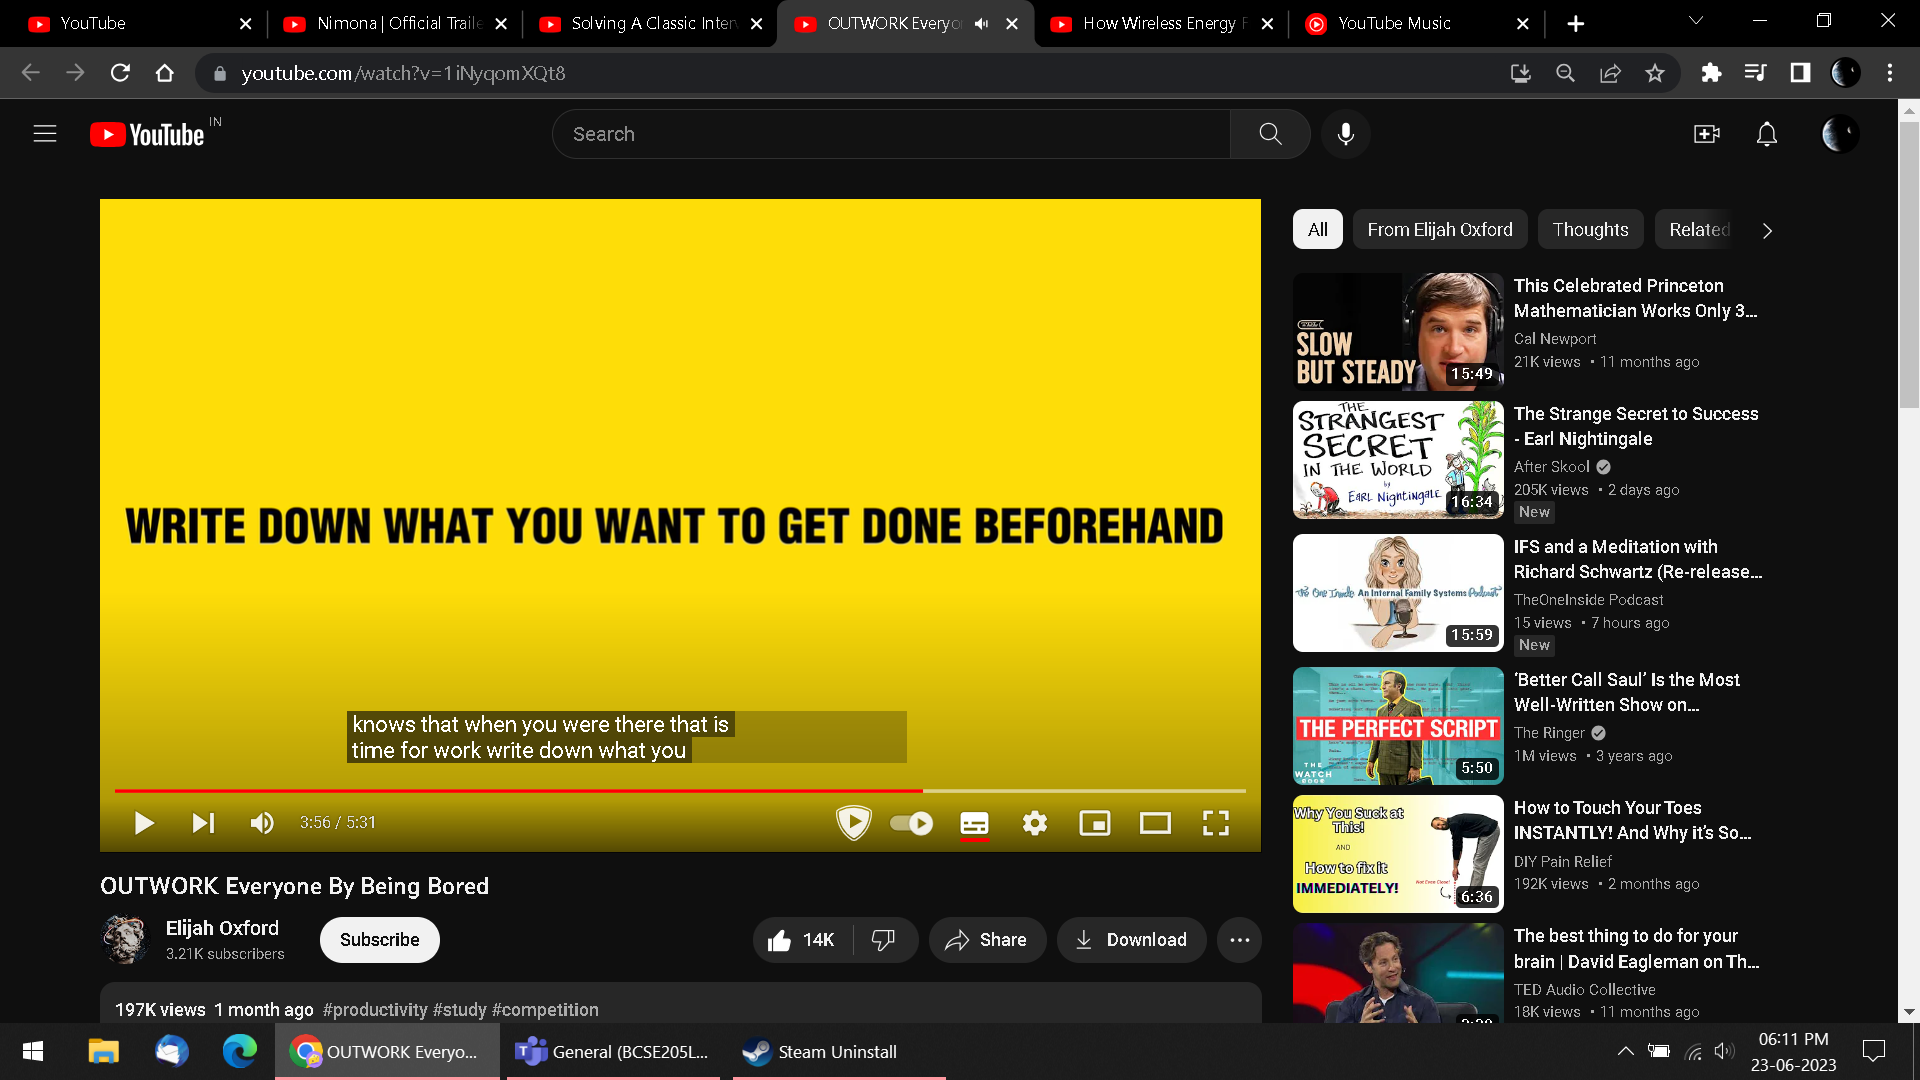 YouTube
Nimona | Official Traile
Solving A Classic Inter
OUTWORK Everyo
How Wireless Energy F
YouTube Music
youtube.com/watch?v=1iNyqomXQt8
YouTube IN
Search
WRITE DOWN WHAT YOU WANT TO GET DONE BEFOREHAND
knows that when you were there that is
time for work write down what you
3:56 / 5:31
OUTWORK Everyone By Being Bored
Elijah Oxford
3.21K subscribers
Subscribe
14K
Share
Download
197K views 1 month ago #productivity #study #competition
All
From Elijah Oxford
Thoughts
Related
SLOW
BUT STEADY
15:49
This Celebrated Princeton
Mathematician Works Only 3...
Cal Newport
21K views • 11 months ago
THE
STRANGEST
SECRET
IN THE WORLD
by
EARL NIGHTINGALE
16:34
The Strange Secret to Success
- Earl Nightingale
After Skool
205K views • 2 days ago
New
The One Inside An Internal Family Systems Podcast
15:59
IFS and a Meditation with
Richard Schwartz (Re-release...
TheOneInside Podcast
15 views • 7 hours ago
New
THE PERFECT SCRIPT
THE
WATCH
5:50
‘Better Call Saul’ Is the Most
Well-Written Show on...
The Ringer
1M views • 3 years ago
Why You Suck at
This!
AND
How to fix it
IMMEDIATELY!
Not Even Close!
6:36
How to Touch Your Toes
INSTANTLY! And Why it's So...
DIY Pain Relief
192K views • 2 months ago
The best thing to do for your
brain | David Eagleman on Th...
TED Audio Collective
18K views • 11 months ago
OUTWORK Everyo...
General (BCSE205L...
Steam Uninstall
06:11 PM
23-06-2023